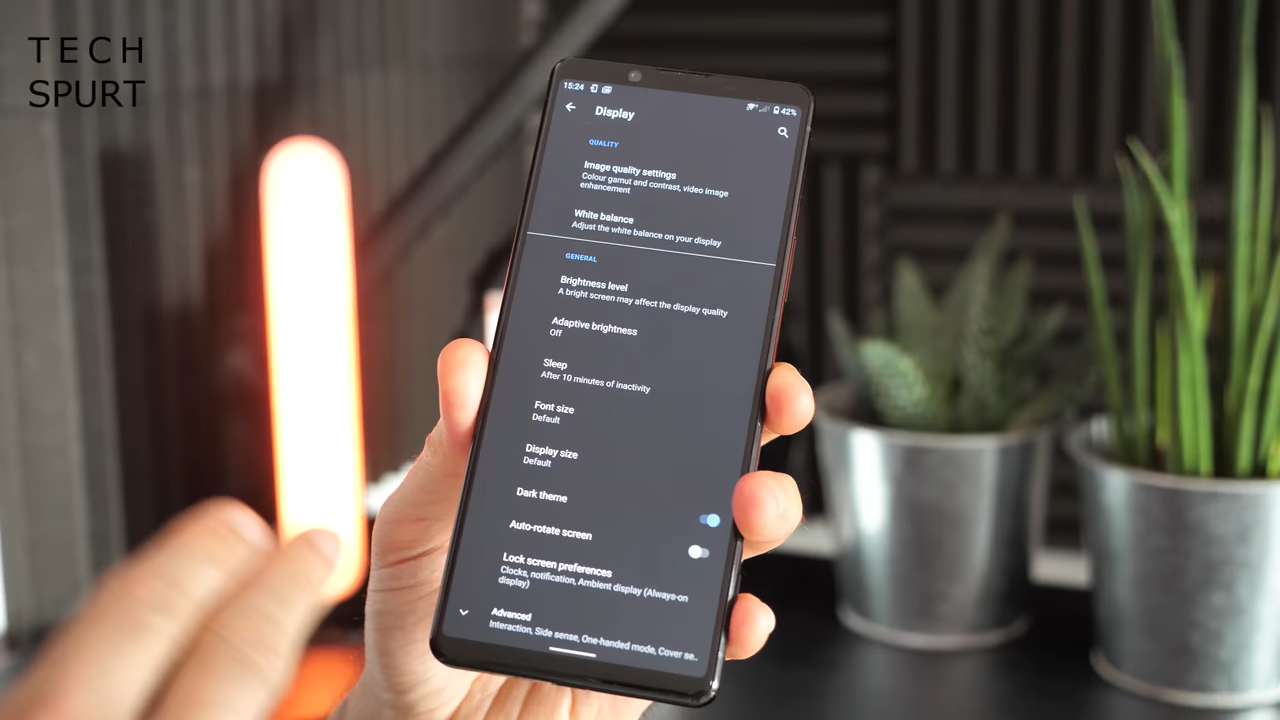 TECH
SPURT
15:24
42%
Display
QUALITY
Image quality settings
Colour gamut and contrast, video image
enhancement
White balance
Adjust the white balance on your display
GENERAL
Brightness level
A bright screen may affect the display quality
Adaptive brightness
Off
Sleep
After 10 minutes of inactivity
Font size
Default
Display size
Default
Dark theme
Auto-rotate screen
Lock screen preferences
Clocks, notification, Ambient display (Always-on
display)
Advanced
Interaction, Side sense, One-handed mode, Cover se..